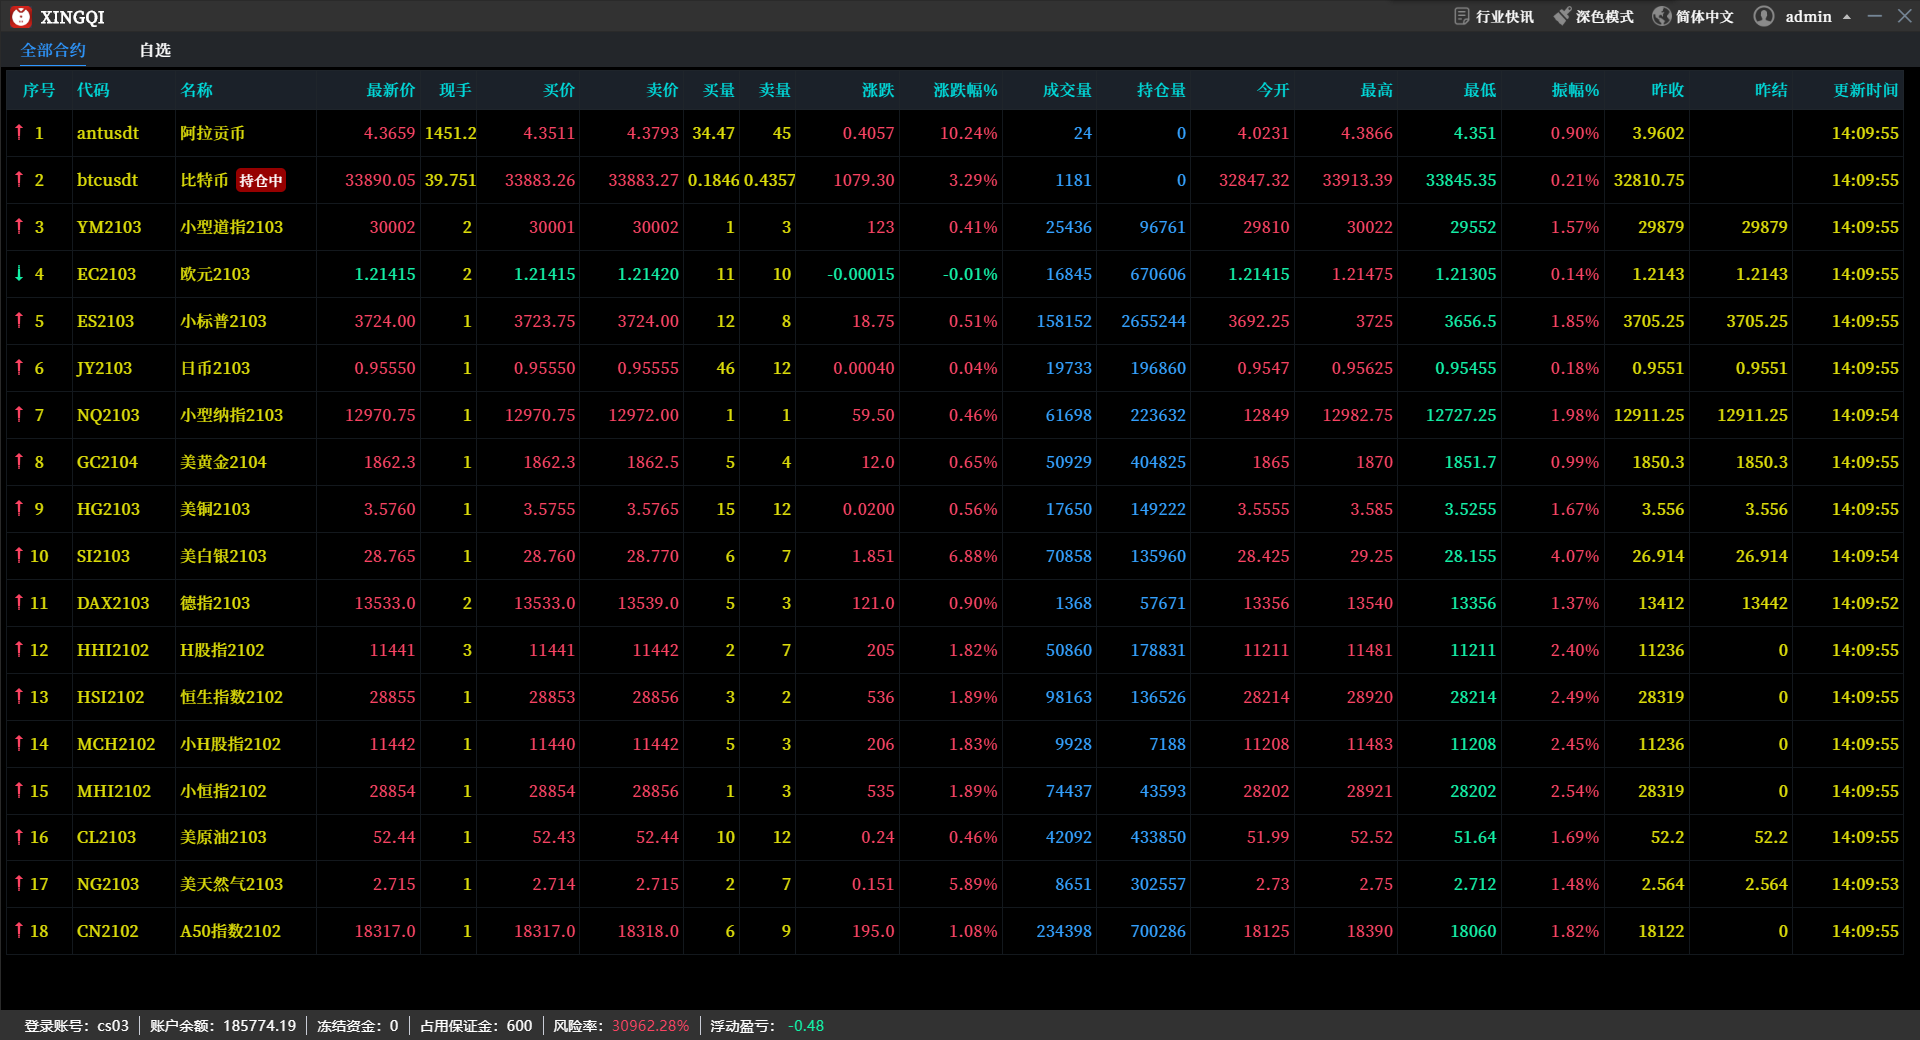 XINGQI 行业快讯 深色模式 简体中文 admin
全部合约 自选
序号 代码 名称 最新价 现手 买价 卖价 买量 卖量 涨跌 涨跌幅% 成交量 持仓量 今开 最高 最低 振幅% 昨收 昨结 更新时间
↑ 1 antusdt 阿拉贡币 4.3659 1451.2 4.3511 4.3793 34.47 45 0.4057 10.24% 24 0 4.0231 4.3866 4.351 0.90% 3.9602 14:09:55
↑ 2 btcusdt 比特币 持仓中 33890.05 39.751 33883.26 33883.27 0.1846 0.4357 1079.30 3.29% 1181 0 32847.32 33913.39 33845.35 0.21% 32810.75 14:09:55
↑ 3 YM2103 小型道指2103 30002 2 30001 30002 1 3 123 0.41% 25436 96761 29810 30022 29552 1.57% 29879 29879 14:09:55
↓ 4 EC2103 欧元2103 1.21415 2 1.21415 1.21420 11 10 -0.00015 -0.01% 16845 670606 1.21415 1.21475 1.21305 0.14% 1.2143 1.2143 14:09:55
↑ 5 ES2103 小标普2103 3724.00 1 3723.75 3724.00 12 8 18.75 0.51% 158152 2655244 3692.25 3725 3656.5 1.85% 3705.25 3705.25 14:09:55
↑ 6 JY2103 日币2103 0.95550 1 0.95550 0.95555 46 12 0.00040 0.04% 19733 196860 0.9547 0.95625 0.95455 0.18% 0.9551 0.9551 14:09:55
↑ 7 NQ2103 小型纳指2103 12970.75 1 12970.75 12972.00 1 1 59.50 0.46% 61698 223632 12849 12982.75 12727.25 1.98% 12911.25 12911.25 14:09:54
↑ 8 GC2104 美黄金2104 1862.3 1 1862.3 1862.5 5 4 12.0 0.65% 50929 404825 1865 1870 1851.7 0.99% 1850.3 1850.3 14:09:55
↑ 9 HG2103 美铜2103 3.5760 1 3.5755 3.5765 15 12 0.0200 0.56% 17650 149222 3.5555 3.585 3.5255 1.67% 3.556 3.556 14:09:55
↑ 10 SI2103 美白银2103 28.765 1 28.760 28.770 6 7 1.851 6.88% 70858 135960 28.425 29.25 28.155 4.07% 26.914 26.914 14:09:54
↑ 11 DAX2103 德指2103 13533.0 2 13533.0 13539.0 5 3 121.0 0.90% 1368 57671 13356 13540 13356 1.37% 13412 13442 14:09:52
↑ 12 HHI2102 H股指2102 11441 3 11441 11442 2 7 205 1.82% 50860 178831 11211 11481 11211 2.40% 11236 0 14:09:55
↑ 13 HSI2102 恒生指数2102 28855 1 28853 28856 3 2 536 1.89% 98163 136526 28214 28920 28214 2.49% 28319 0 14:09:55
↑ 14 MCH2102 小H股指2102 11442 1 11440 11442 5 3 206 1.83% 9928 7188 11208 11483 11208 2.45% 11236 0 14:09:55
↑ 15 MHI2102 小恒指2102 28854 1 28854 28856 1 3 535 1.89% 74437 43593 28202 28921 28202 2.54% 28319 0 14:09:55
↑ 16 CL2103 美原油2103 52.44 1 52.43 52.44 10 12 0.24 0.46% 42092 433850 51.99 52.52 51.64 1.69% 52.2 52.2 14:09:55
↑ 17 NG2103 美天然气2103 2.715 1 2.714 2.715 2 7 0.151 5.89% 8651 302557 2.73 2.75 2.712 1.48% 2.564 2.564 14:09:53
↑ 18 CN2102 A50指数2102 18317.0 1 18317.0 18318.0 6 9 195.0 1.08% 234398 700286 18125 18390 18060 1.82% 18122 0 14:09:55
登录账号：cs03 账户余额：185774.19 冻结资金：0 占用保证金：600 风险率：30962.28% 浮动盈亏：-0.48